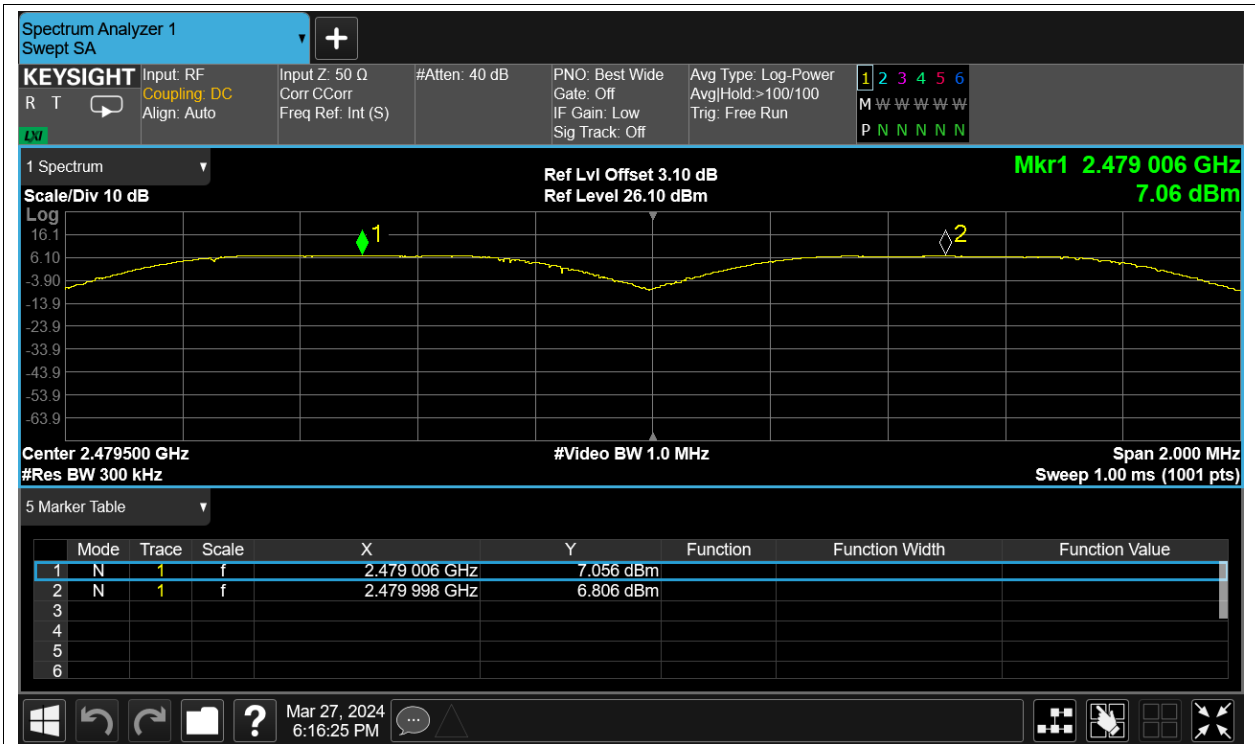 Spectrum Analyzer 1
Swept SA
KEYSIGHT
R T
LXI
Input: RF
Coupling: DC
Align: Auto
Input Z: 50 Ω
Corr CCorr
Freq Ref: Int (S)
#Atten: 40 dB
PNO: Best Wide
Gate: Off
IF Gain: Low
Sig Track: Off
Avg Type: Log-Power
Avg|Hold:>100/100
Trig: Free Run
1 2 3 4 5 6
M W W W W W
P N N N N N
1 Spectrum
Scale/Div 10 dB
Ref Lvl Offset 3.10 dB
Ref Level 26.10 dBm
Mkr1 2.479 006 GHz
7.06 dBm
Log
16.1
6.10
-3.90
-13.9
-23.9
-33.9
-43.9
-53.9
-63.9
1
2
Center 2.479500 GHz
#Res BW 300 kHz
#Video BW 1.0 MHz
Span 2.000 MHz
Sweep 1.00 ms (1001 pts)
5 Marker Table
Mode Trace Scale X Y Function Function Width Function Value
1 N 1 f 2.479 006 GHz 7.056 dBm
2 N 1 f 2.479 998 GHz 6.806 dBm
3
4
5
6
?
Mar 27, 2024
6:16:25 PM